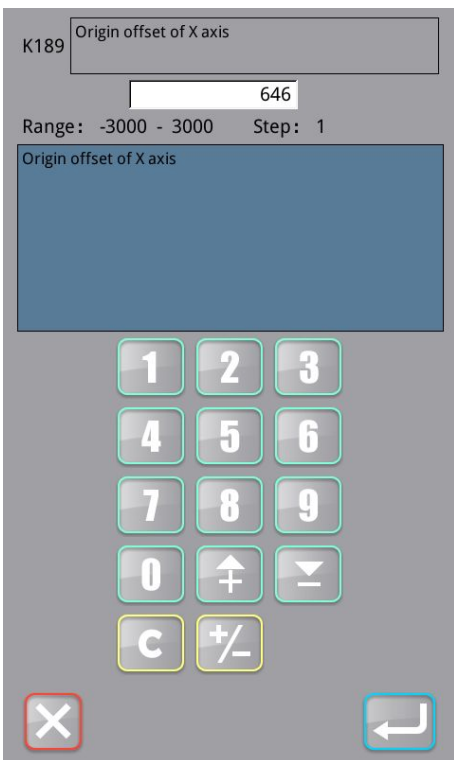 K189 Origin offset of X axis
646
Range: -3000 - 3000 Step: 1
Origin offset of X axis
1 2 3
4 5 6
7 8 9
0 + −
C +/−